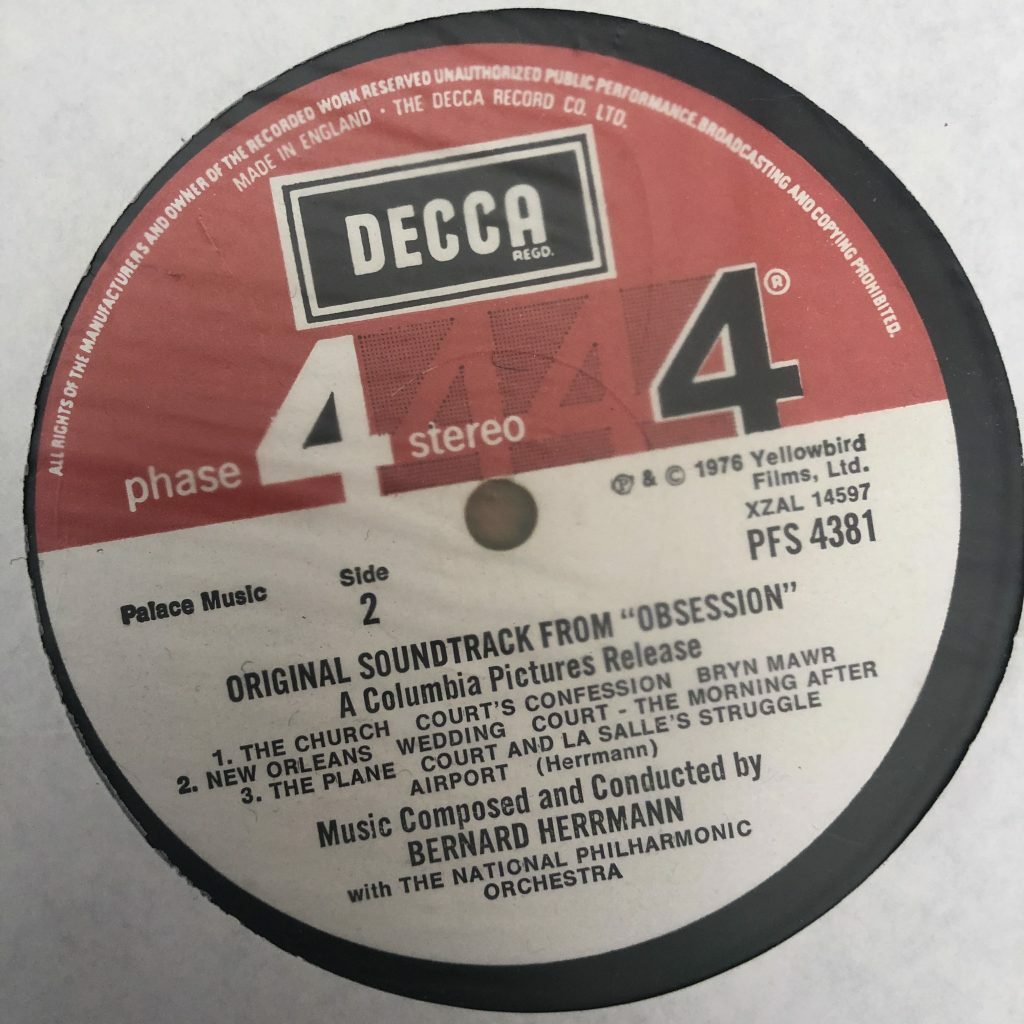 ALL RIGHTS OF THE MANUFACTURERS AND OWNER OF THE RECORDED WORK RESERVED UNAUTHORIZED PUBLIC PERFORMANCE, BROADCASTING AND COPYING PROHIBITED.
MADE IN ENGLAND · THE DECCA RECORD CO. LTD.
DECCA
REGD.
phase 4 stereo 4 4 4®
℗ & © 1976 Yellowbird
Films, Ltd.
XZAL 14597
PFS 4381
Palace Music
Side
2
ORIGINAL SOUNDTRACK FROM “OBSESSION”
A Columbia Pictures Release
1. THE CHURCH COURT'S CONFESSION BRYN MAWR
2. NEW ORLEANS WEDDING COURT - THE MORNING AFTER
3. THE PLANE COURT AND LA SALLE'S STRUGGLE
AIRPORT (Herrmann)
Music Composed and Conducted by
BERNARD HERRMANN
with THE NATIONAL PHILHARMONIC
ORCHESTRA